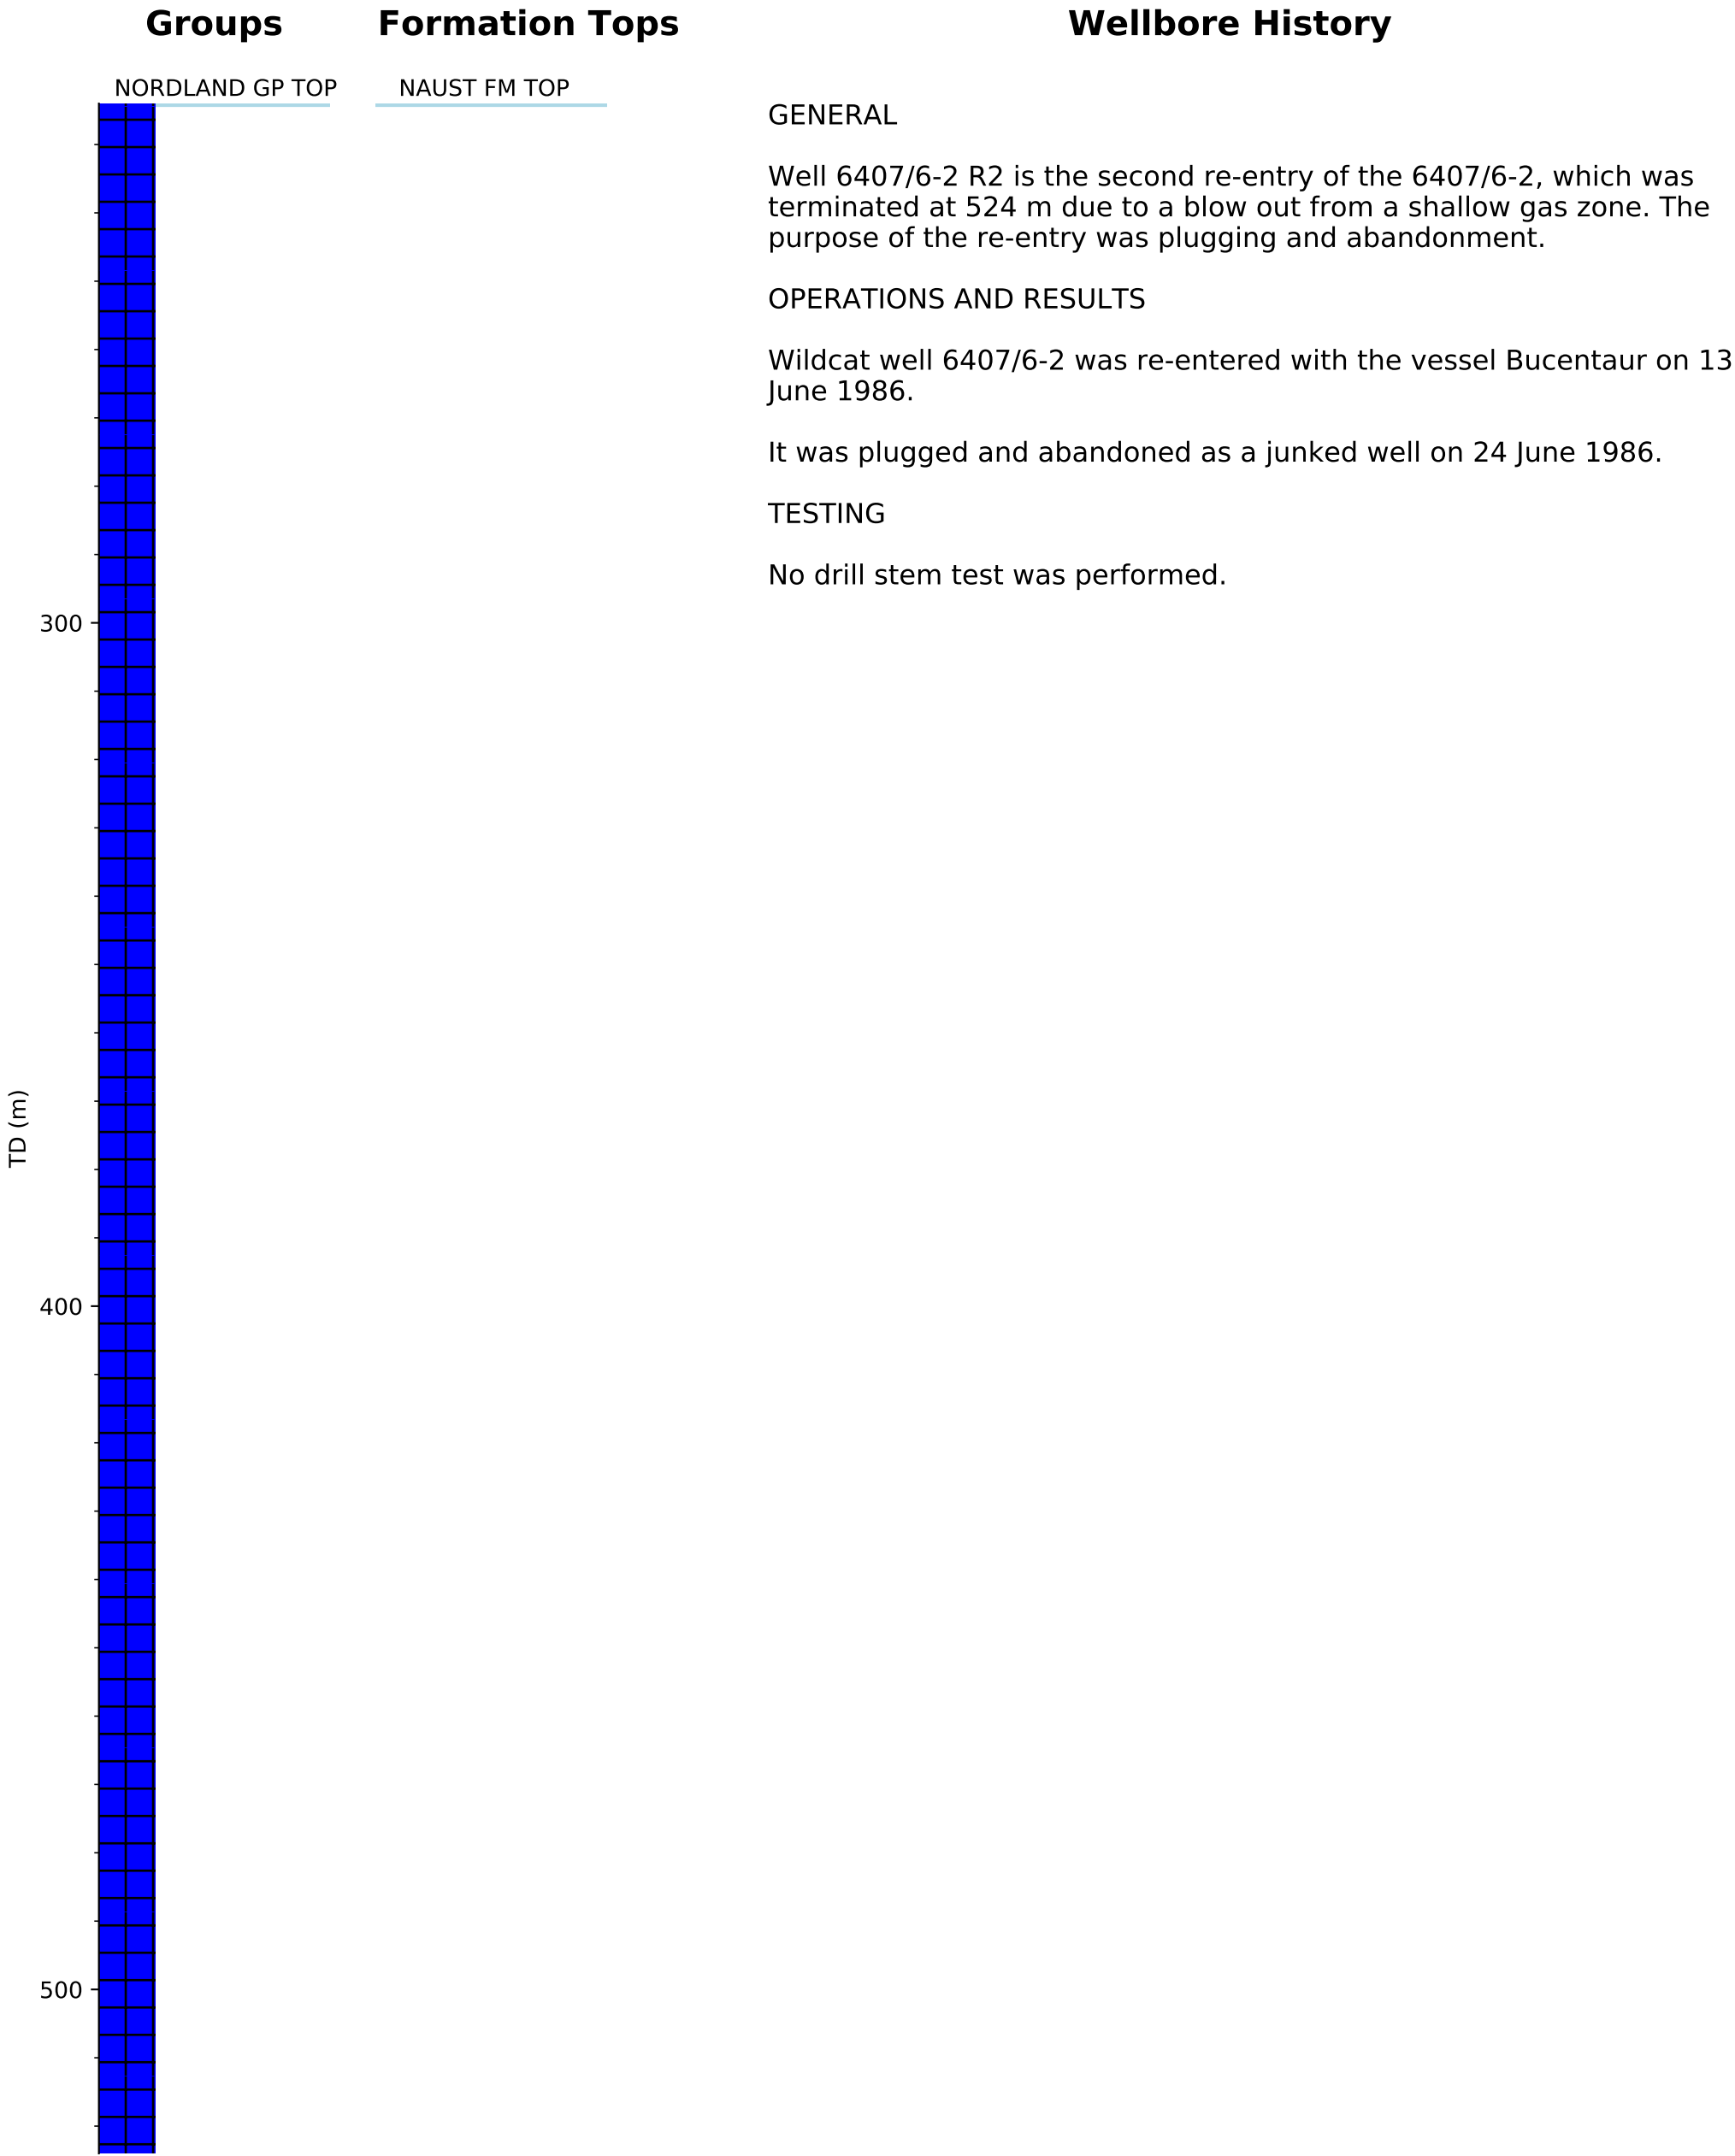 Groups
Formation Tops
Wellbore History
NORDLAND GP TOP
NAUST FM TOP
GENERAL
Well 6407/6-2 R2 is the second re-entry of the 6407/6-2, which was
terminated at 524 m due to a blow out from a shallow gas zone. The
purpose of the re-entry was plugging and abandonment.
OPERATIONS AND RESULTS
Wildcat well 6407/6-2 was re-entered with the vessel Bucentaur on 13
June 1986.
It was plugged and abandoned as a junked well on 24 June 1986.
TESTING
No drill stem test was performed.
300
TD (m)
400
500